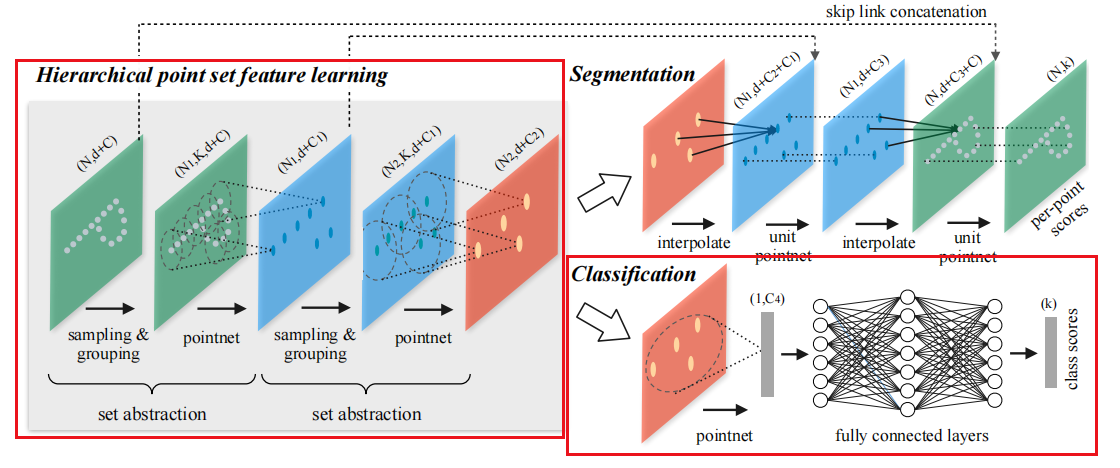 skip link concatenation
Hierarchical point set feature learning
(N,d+C)
(N1,K,d+C)
(N1,d+C1)
(N2,K,d+C1)
(N2,d+C2)
sampling &
grouping
pointnet
sampling &
grouping
pointnet
set abstraction
set abstraction
Segmentation
(N1,d+C2+C1)
(N1,d+C3)
(N,d+C3+C)
(N,k)
interpolate
unit
pointnet
interpolate
unit
pointnet
per-point
scores
Classification
(1,C4)
(k)
class scores
pointnet
fully connected layers